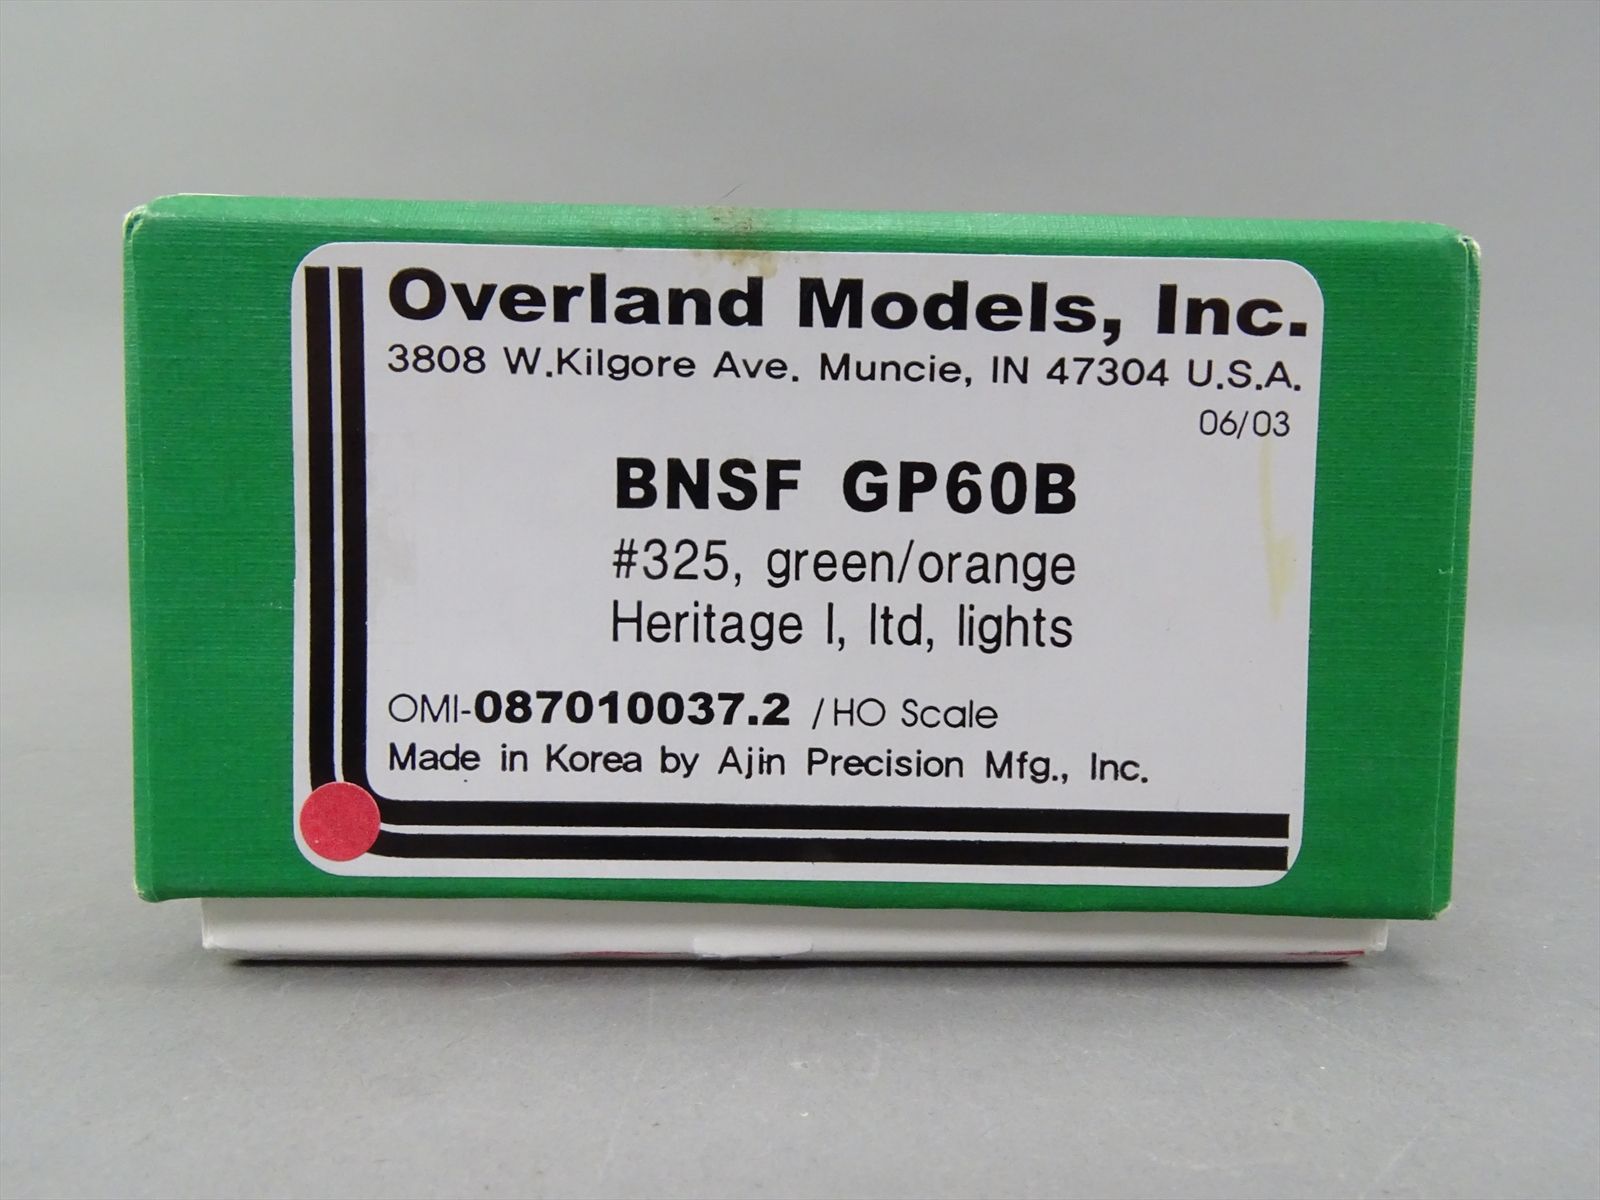 Overland Models, Inc.
3808 W.Kilgore Ave. Muncie, IN 47304 U.S.A.
06/03
BNSF GP60B
#325, green/orange
Heritage I, ltd, lights
OMI-087010037.2 /HO Scale
Made in Korea by Ajin Precision Mfg., Inc.